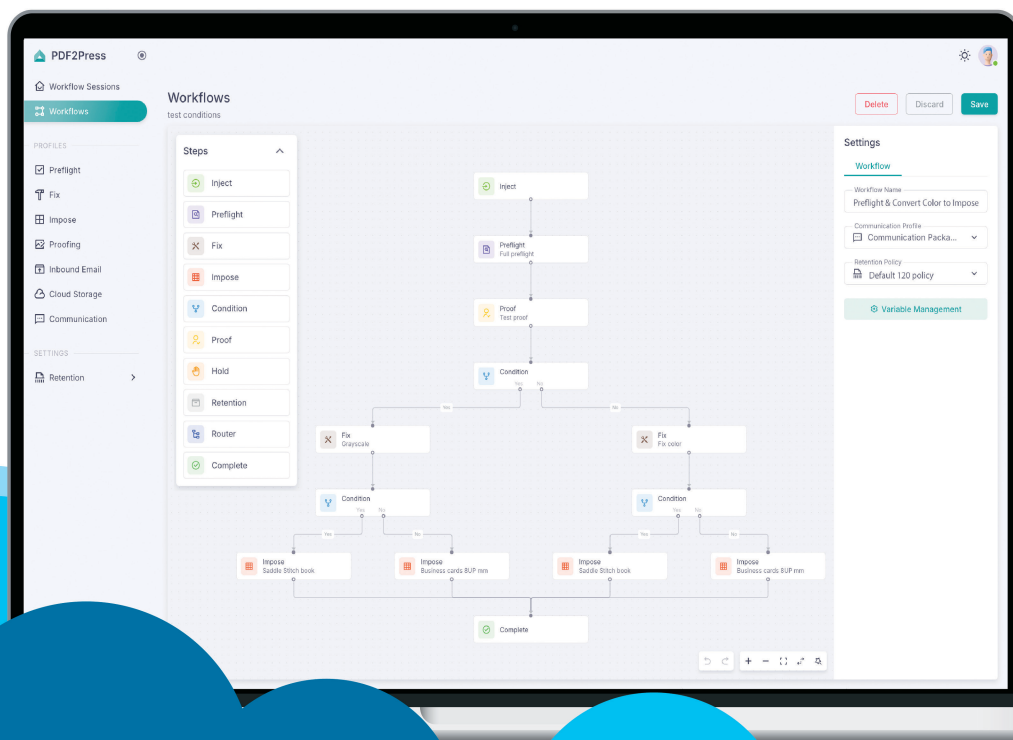 PDF2Press
Workflow Sessions
Workflows
PROFILES
Preflight
Fix
Impose
Proofing
Inbound Email
Cloud Storage
Communication
SETTINGS
Retention
Workflows
test conditions
Delete
Discard
Save
Steps
Inject
Preflight
Fix
Impose
Condition
Proof
Hold
Retention
Router
Complete
Inject
Preflight
Full preflight
Proof
Test proof
Condition
Yes No
Yes
No
Fix
Grayscale
Fix
Fix color
Condition
Yes No
Condition
Yes No
Yes
No
Yes
No
Impose
Saddle Stitch book
Impose
Business cards 8UP mm
Impose
Saddle Stitch book
Impose
Business cards 8UP mm
Complete
Settings
Workflow
Workflow Name
Preflight & Convert Color to Impose
Communication Profile
Communication Packa...
Retention Policy
Default 120 policy
Variable Management